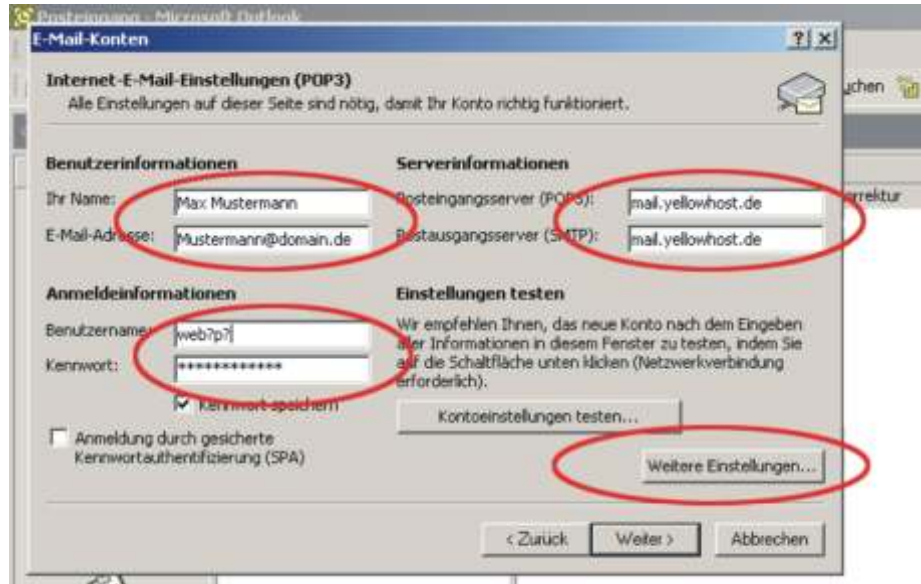 Posteingang - Microsoft Outlook
E-Mail-Konten
Internet-E-Mail-Einstellungen (POP3)
Alle Einstellungen auf dieser Seite sind nötig, damit Ihr Konto richtig funktioniert.
Benutzerinformationen
Ihr Name: Max Mustermann
E-Mail-Adresse: Mustermann@domain.de
Serverinformationen
Posteingangsserver (POP3): mail.yellowhost.de
Postausgangsserver (SMTP): mail.yellowhost.de
Anmeldeinformationen
Benutzername: web?p?
Kennwort: ************
Kennwort speichern
Anmeldung durch gesicherte
Kennwortauthentifizierung (SPA)
Einstellungen testen
Wir empfehlen Ihnen, das neue Konto nach dem Eingeben
aller Informationen in diesem Fenster zu testen, indem Sie
auf die Schaltfläche unten klicken (Netzwerkverbindung
erforderlich).
Kontoeinstellungen testen...
Weitere Einstellungen...
< Zurück
Weiter >
Abbrechen